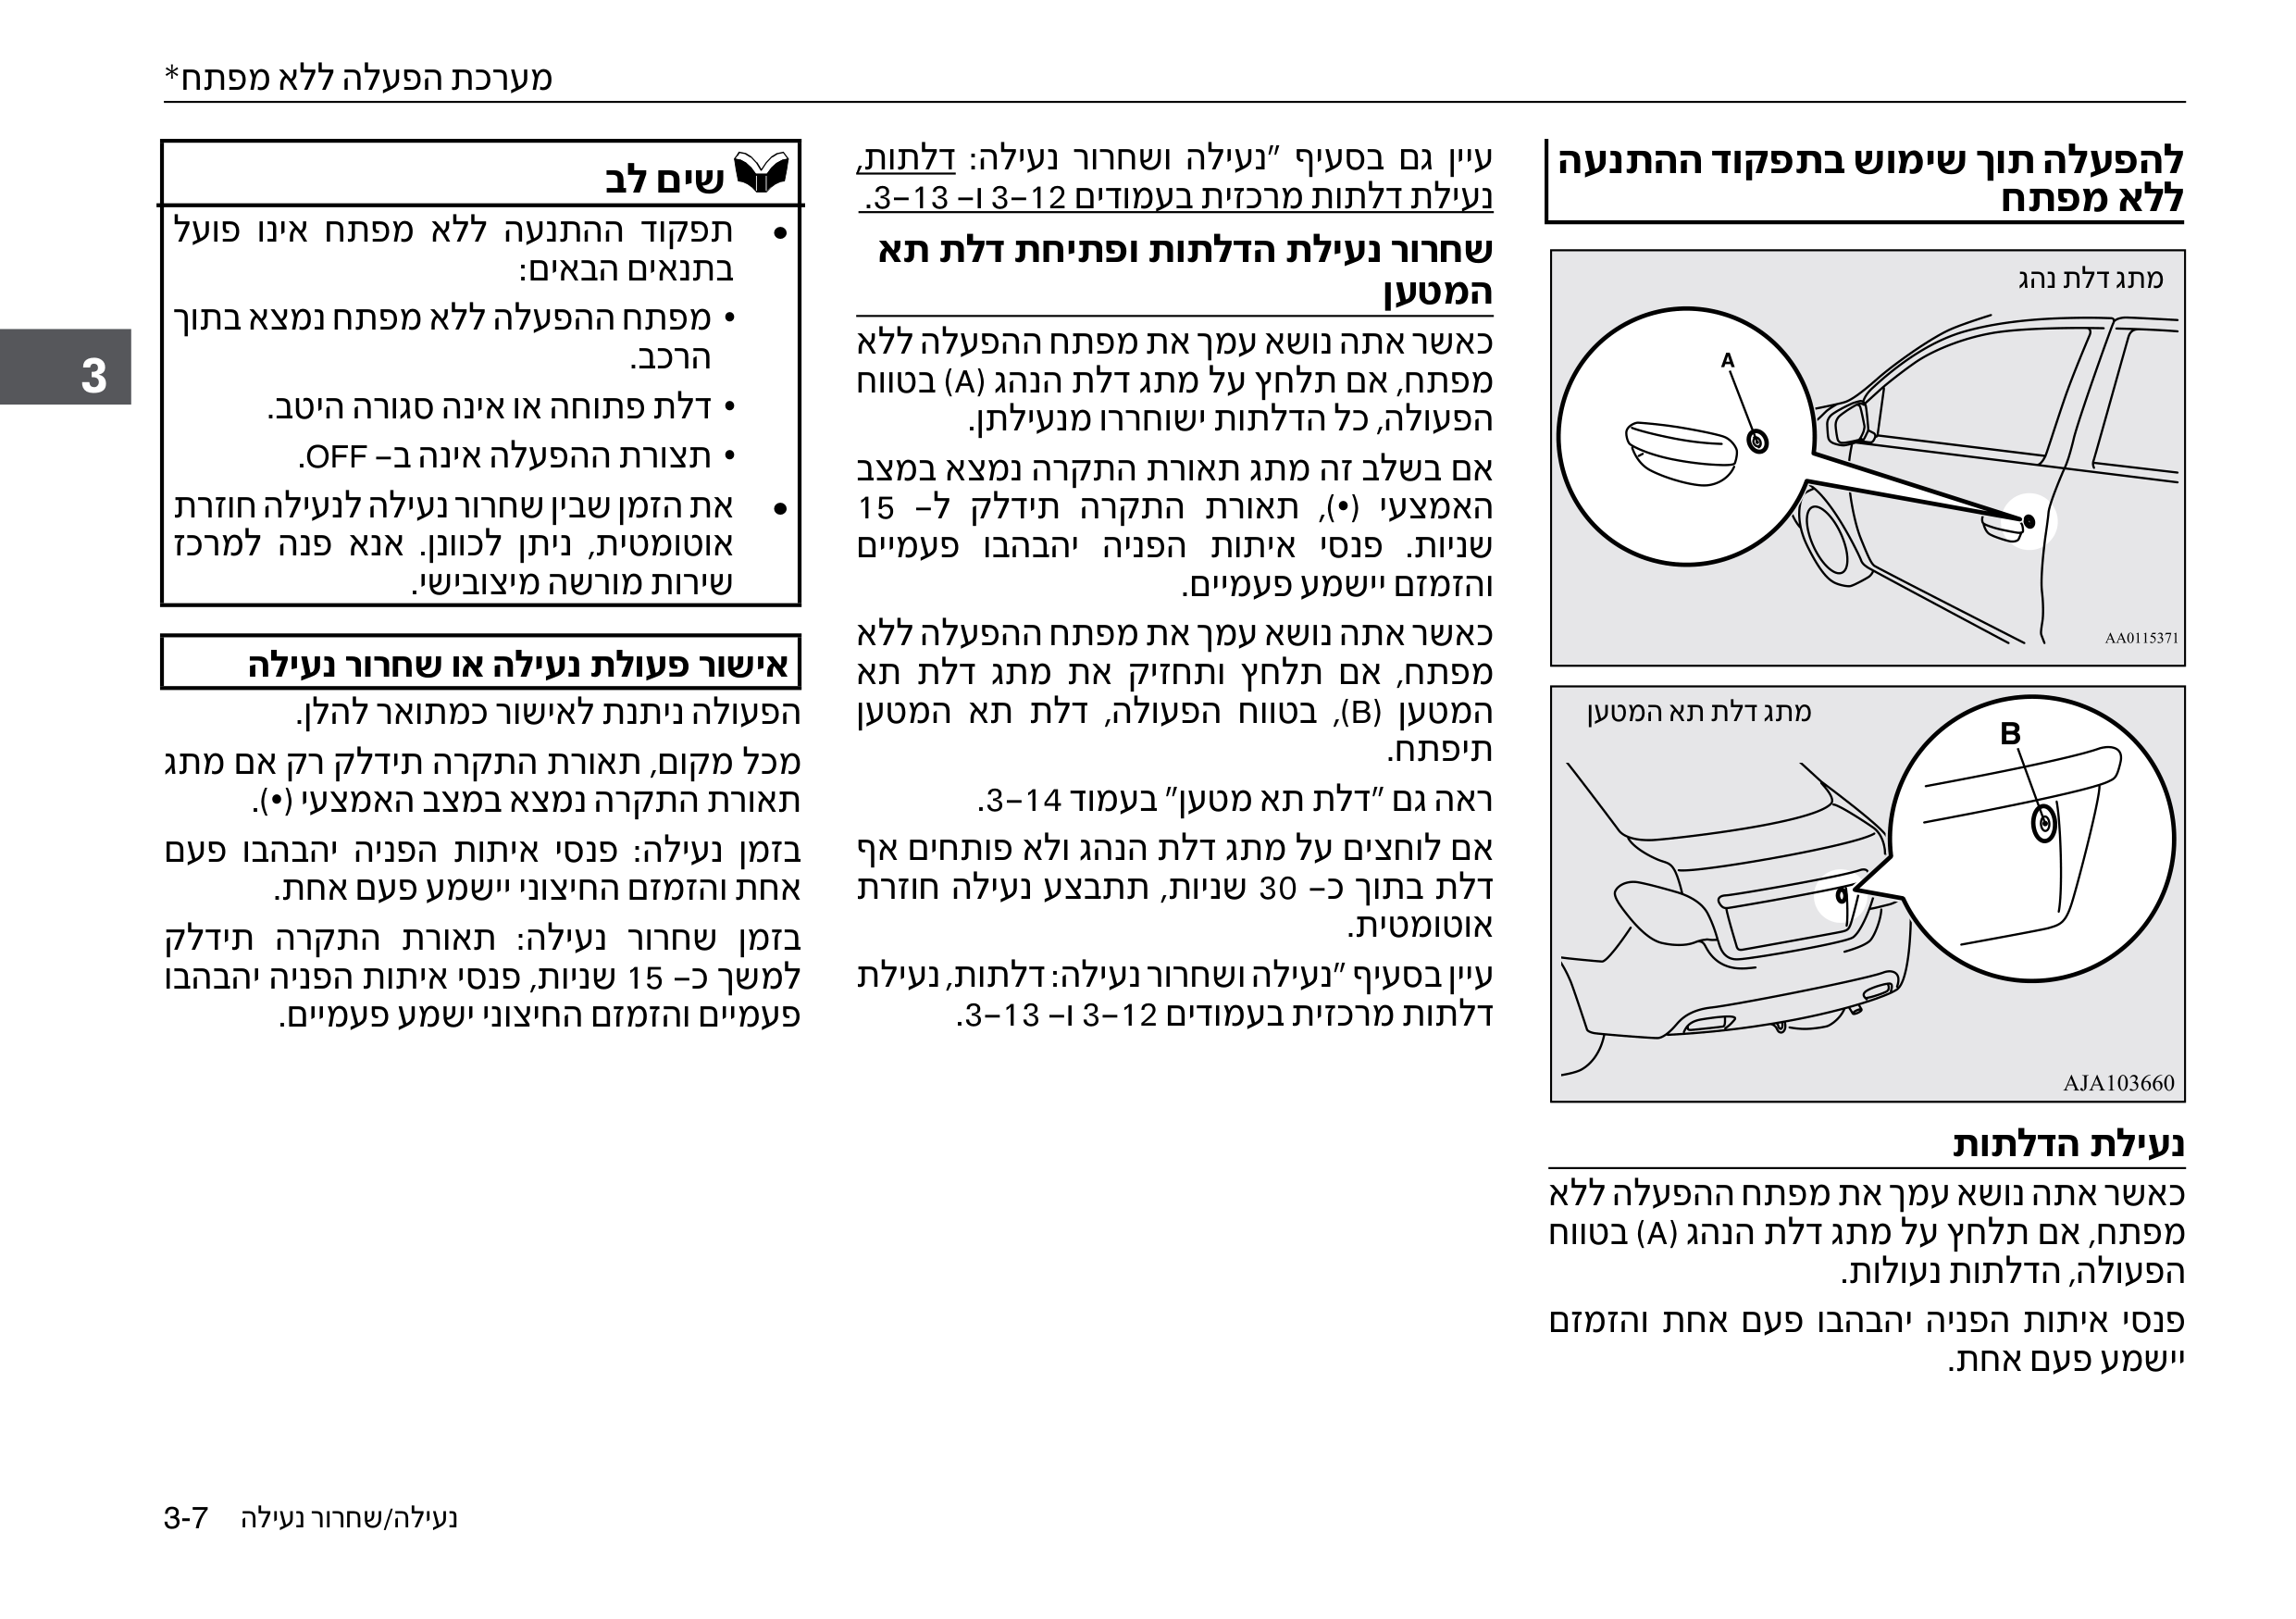 מערכת הפעלה ללא מפתח*
להפעלה תוך שימוש בתפקוד ההתנעה
ללא מפתח
מתג דלת נהג
A
AA0115371
מתג דלת תא המטען
B
AJA103660
נעילת הדלתות
כאשר אתה נושא עמך את מפתח ההפעלה ללא
מפתח, אם תלחץ על מתג דלת הנהג (A) בטווח
הפעולה, הדלתות נעולות.
פנסי איתות הפניה יהבהבו פעם אחת והזמזם
יישמע פעם אחת.
עיין גם בסעיף "נעילה ושחרור נעילה: דלתות,
נעילת דלתות מרכזית בעמודים 3–12 ו– 3–13.
שחרור נעילת הדלתות ופתיחת דלת תא
המטען
כאשר אתה נושא עמך את מפתח ההפעלה ללא
מפתח, אם תלחץ על מתג דלת הנהג (A) בטווח
הפעולה, כל הדלתות ישוחררו מנעילתן.
אם בשלב זה מתג תאורת התקרה נמצא במצב
האמצעי (•), תאורת התקרה תידלק ל– 15
שניות. פנסי איתות הפניה יהבהבו פעמיים
והזמזם יישמע פעמיים.
כאשר אתה נושא עמך את מפתח ההפעלה ללא
מפתח, אם תלחץ ותחזיק את מתג דלת תא
המטען (B), בטווח הפעולה, דלת תא המטען
תיפתח.
ראה גם "דלת תא מטען" בעמוד 3–14.
אם לוחצים על מתג דלת הנהג ולא פותחים אף
דלת בתוך כ– 30 שניות, תתבצע נעילה חוזרת
אוטומטית.
עיין בסעיף "נעילה ושחרור נעילה: דלתות, נעילת
דלתות מרכזית בעמודים 3–12 ו– 3–13.
שים לב
● תפקוד ההתנעה ללא מפתח אינו פועל
בתנאים הבאים:
• מפתח ההפעלה ללא מפתח נמצא בתוך
הרכב.
• דלת פתוחה או אינה סגורה היטב.
• תצורת ההפעלה אינה ב– OFF.
● את הזמן שבין שחרור נעילה לנעילה חוזרת
אוטומטית, ניתן לכוונן. אנא פנה למרכז
שירות מורשה מיצובישי.
אישור פעולת נעילה או שחרור נעילה
הפעולה ניתנת לאישור כמתואר להלן.
מכל מקום, תאורת התקרה תידלק רק אם מתג
תאורת התקרה נמצא במצב האמצעי (•).
בזמן נעילה: פנסי איתות הפניה יהבהבו פעם
אחת והזמזם החיצוני יישמע פעם אחת.
בזמן שחרור נעילה: תאורת התקרה תידלק
למשך כ– 15 שניות, פנסי איתות הפניה יהבהבו
פעמיים והזמזם החיצוני ישמע פעמיים.
3
נעילה/שחרור נעילה 3-7